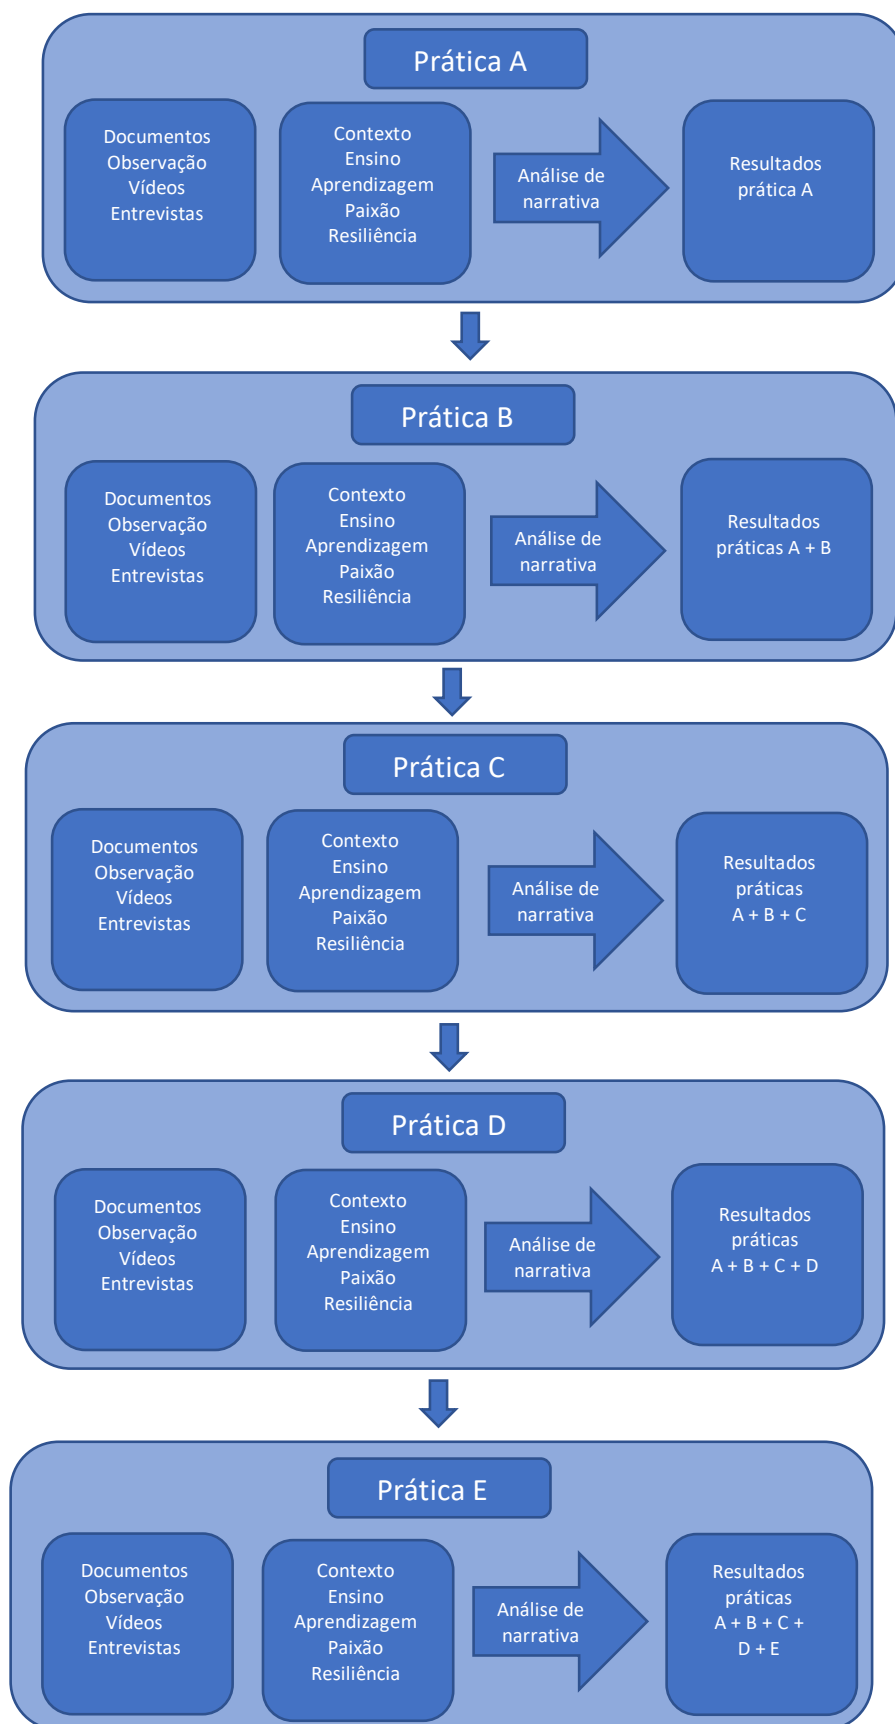 Prática A
Documentos
Observação
Vídeos
Entrevistas
Contexto
Ensino
Aprendizagem
Paixão
Resiliência
Análise de
narrativa
Resultados
prática A
Prática B
Documentos
Observação
Vídeos
Entrevistas
Contexto
Ensino
Aprendizagem
Paixão
Resiliência
Análise de
narrativa
Resultados
práticas A + B
Prática C
Documentos
Observação
Vídeos
Entrevistas
Contexto
Ensino
Aprendizagem
Paixão
Resiliência
Análise de
narrativa
Resultados
práticas
A + B + C
Prática D
Documentos
Observação
Vídeos
Entrevistas
Contexto
Ensino
Aprendizagem
Paixão
Resiliência
Análise de
narrativa
Resultados
práticas
A + B + C + D
Prática E
Documentos
Observação
Vídeos
Entrevistas
Contexto
Ensino
Aprendizagem
Paixão
Resiliência
Análise de
narrativa
Resultados
práticas
A + B + C +
D + E